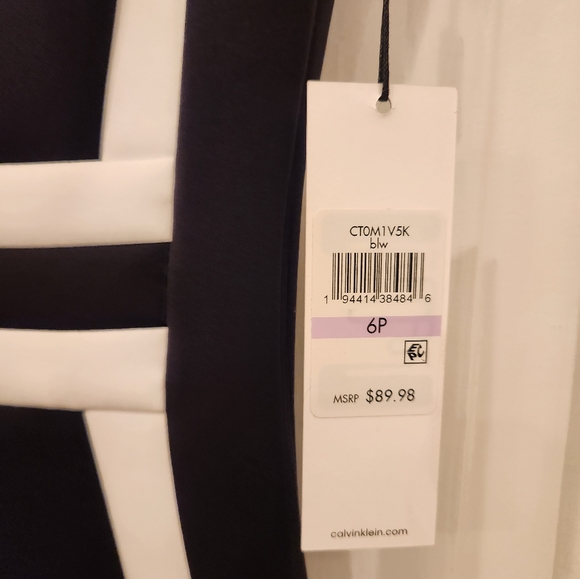 CT0M1V5K
blw
1 94414 38484 6
6P
MSRP $89.98
calvinklein.com